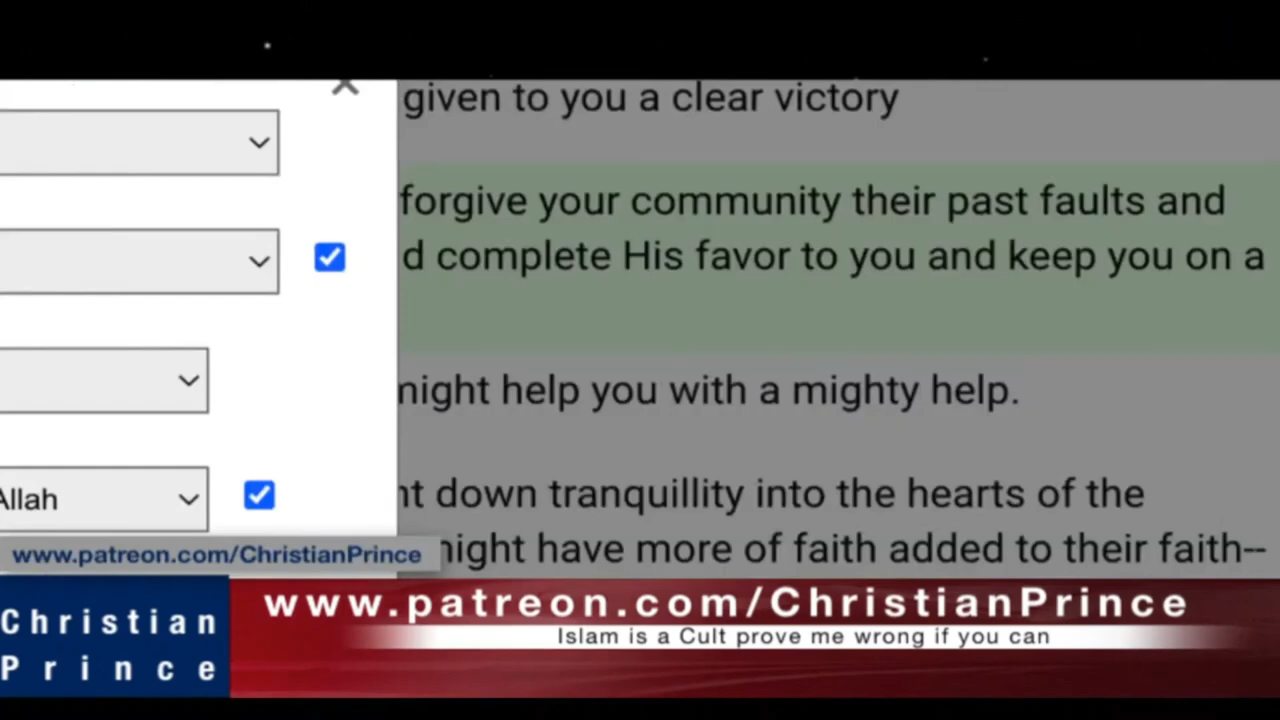 given to you a clear victory
forgive your community their past faults and
d complete His favor to you and keep you on a
might help you with a mighty help.
Allah
nt down tranquillity into the hearts of the
might have more of faith added to their faith--
www.patreon.com/ChristianPrince
Christian
Prince
www.patreon.com/ChristianPrince
Islam is a Cult prove me wrong if you can